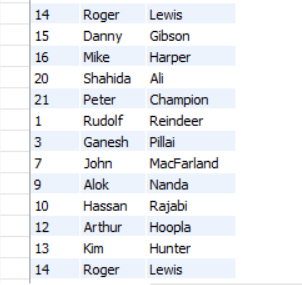 14 Roger Lewis
15 Danny Gibson
16 Mike Harper
20 Shahida Ali
21 Peter Champion
1 Rudolf Reindeer
3 Ganesh Pillai
7 John MacFarland
9 Alok Nanda
10 Hassan Rajabi
12 Arthur Hoopla
13 Kim Hunter
14 Roger Lewis